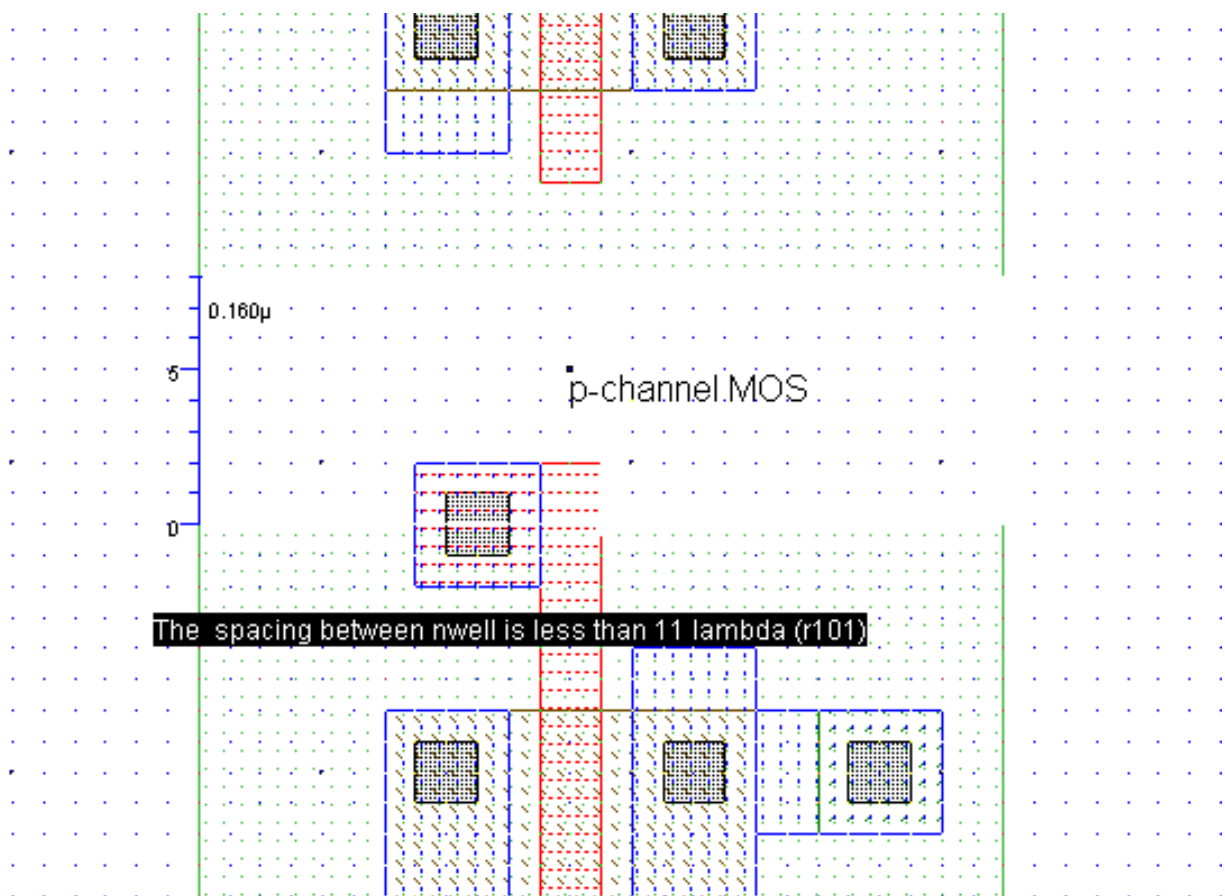 0.160µ
5
p-channel MOS
0
The spacing between nwell is less than 11 lambda (r101)